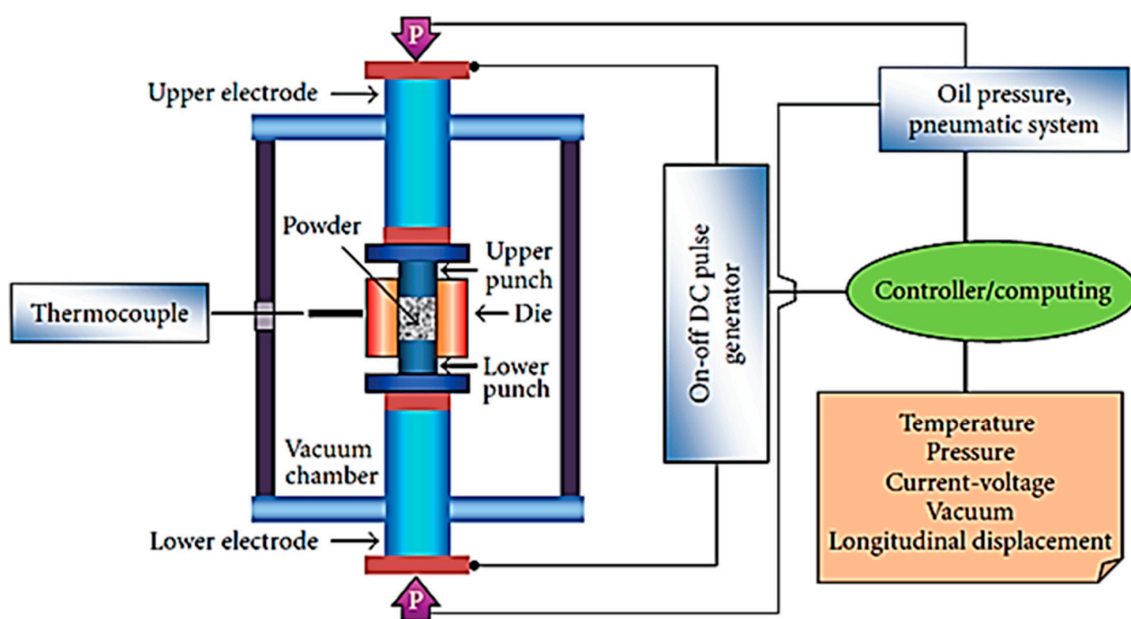 P
Upper electrode
Oil pressure,
pneumatic system
Powder
Upper
punch
Thermocouple
Die
On-off DC pulse
generator
Controller/computing
Lower
punch
Vacuum
chamber
Temperature
Pressure
Current-voltage
Vacuum
Longitudinal displacement
Lower electrode
P